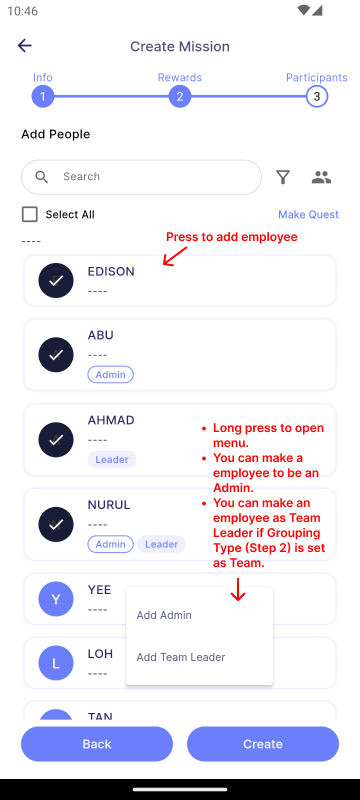 10:46
Create Mission
Info
Rewards
Participants
1
2
3
Add People
Search
Select All
Make Quest
----
Press to add employee
EDISON
----
ABU
----
Admin
AHMAD
----
Leader
• Long press to open
menu.
• You can make a
employee to be an
Admin.
• You can make an
employee as Team
Leader if Grouping
Type (Step 2) is set
as Team.
NURUL
----
Admin
Leader
Y
YEE
----
Add Admin
Add Team Leader
L
LOH
----
TAN
Back
Create